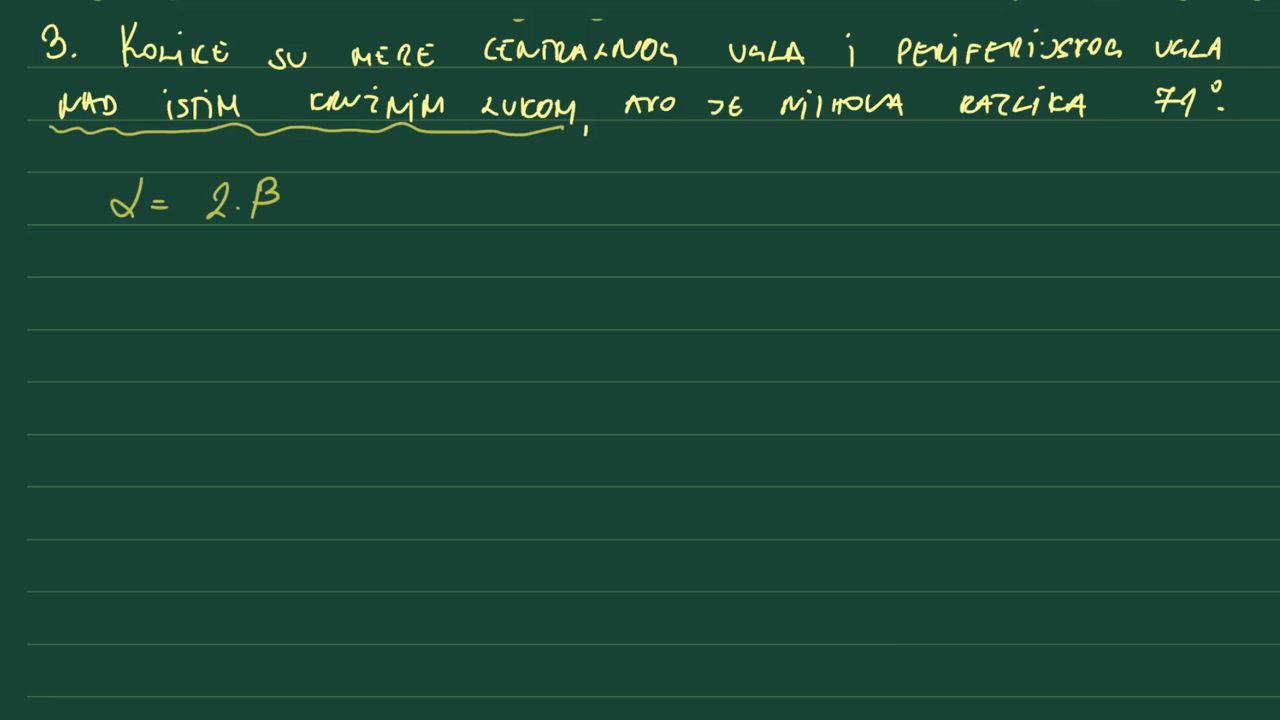 3. KOLIKE SU MERE CENTRALNOG UGLA i PERIFERIJSKOG UGLA
NAD ISTIM KRUŽNIM LUKOM, AKO JE NJIHOVA RAZLIKA 71°.
α = 2·β